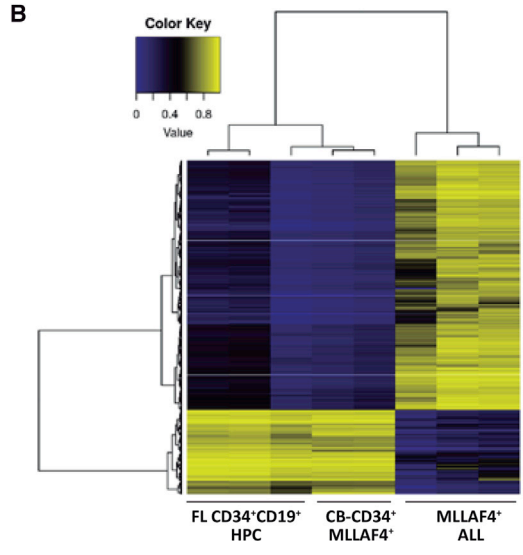 B
Color Key
0 0.4 0.8
Value
FL CD34⁺CD19⁺ CB-CD34⁺ MLLAF4⁺
HPC MLLAF4⁺ ALL